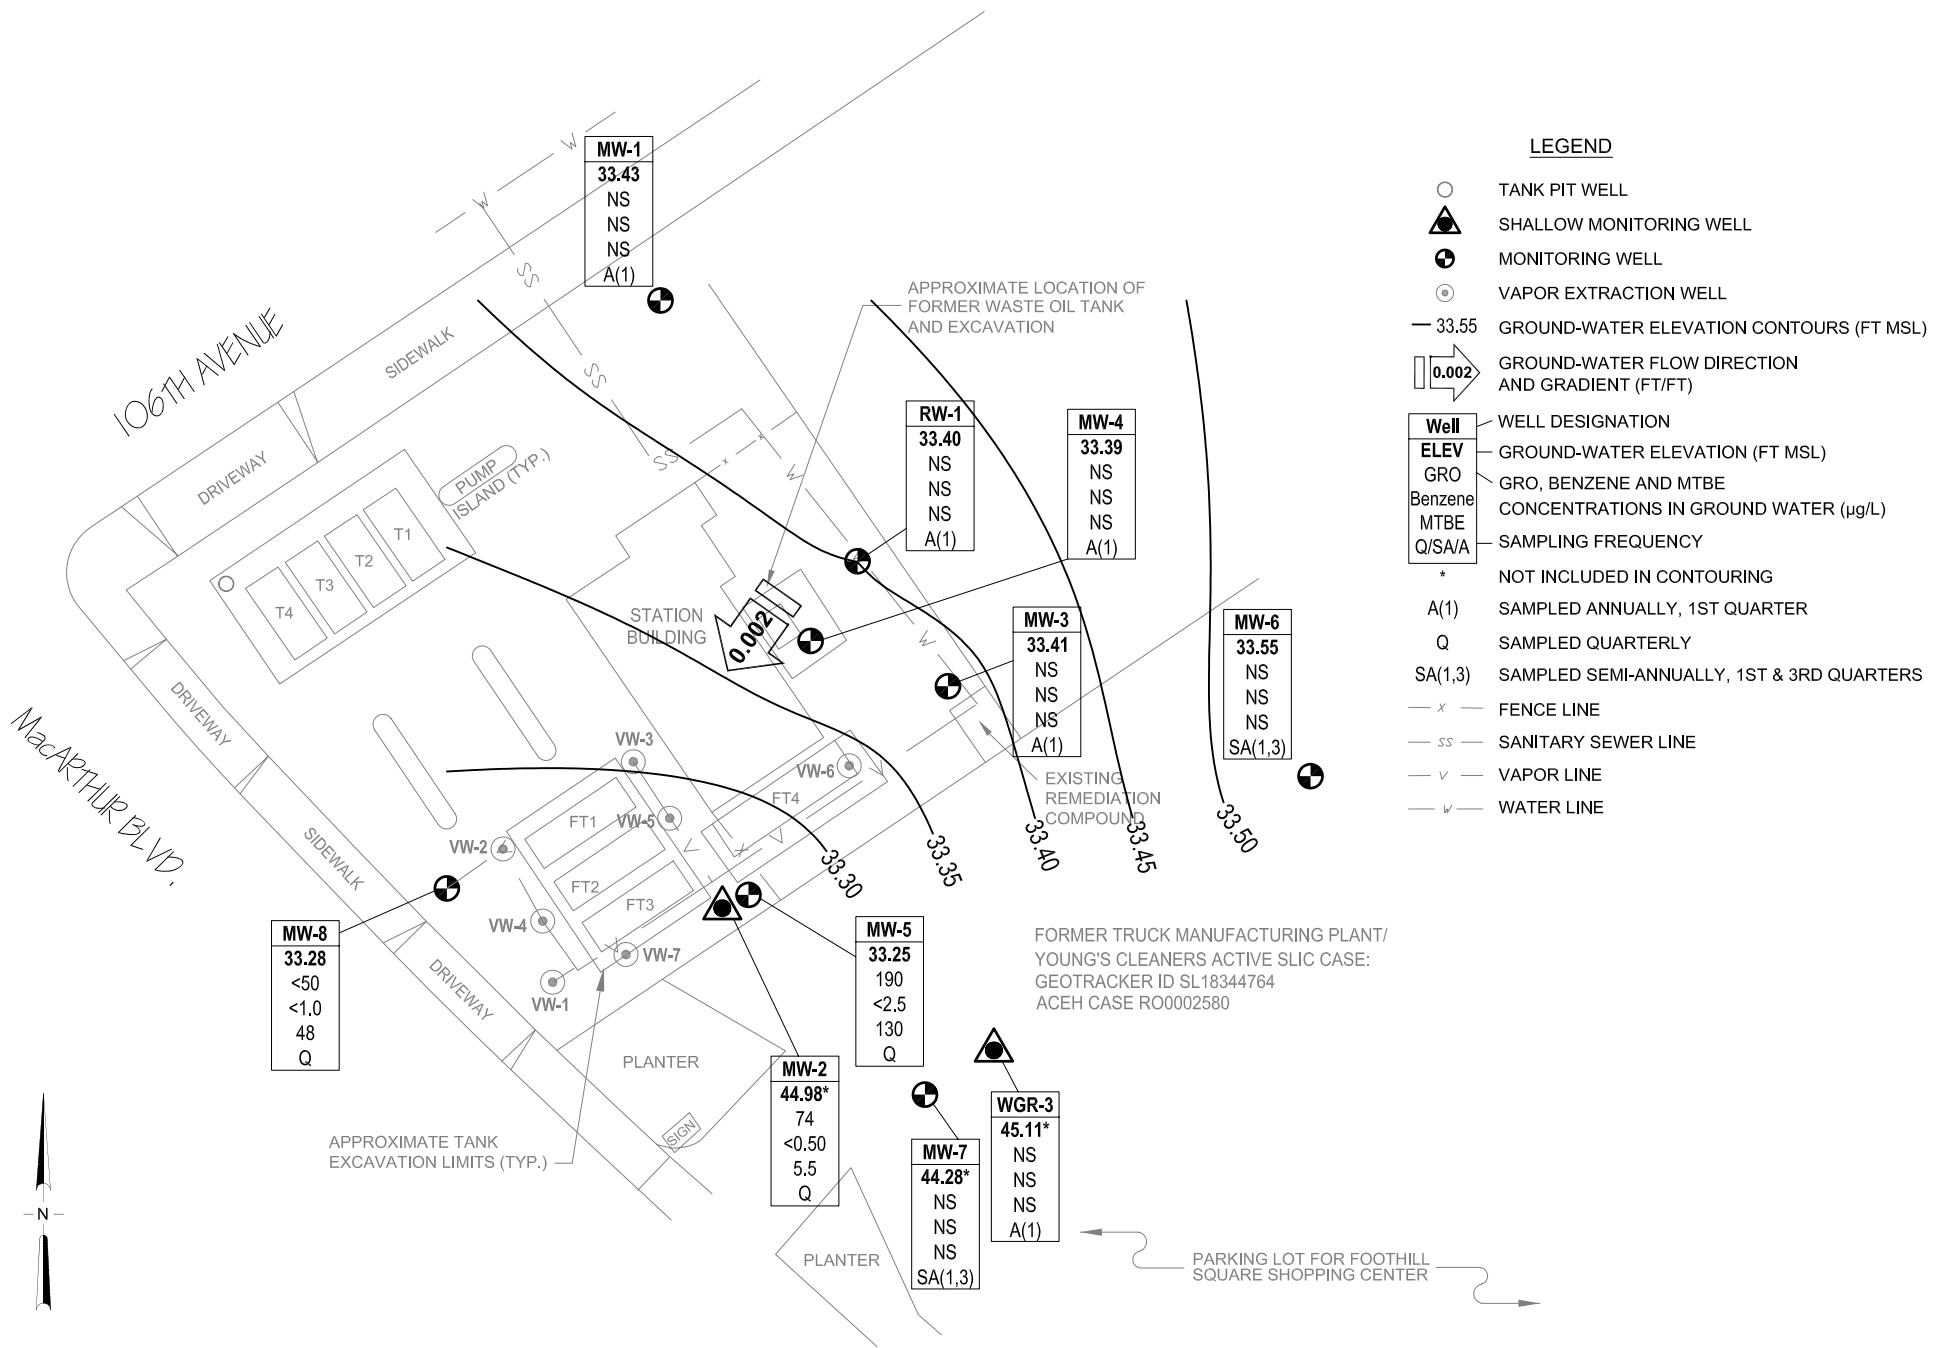 MW-1
33.43
NS
NS
NS
A(1)
W
W
SS
SS
SS
106TH AVENUE
SIDEWALK
DRIVEWAY
PUMP
ISLAND (TYP.)
T1
T2
T3
T4
APPROXIMATE LOCATION OF
FORMER WASTE OIL TANK
AND EXCAVATION
RW-1
33.40
NS
NS
NS
A(1)
MW-4
33.39
NS
NS
NS
A(1)
x
x
W
W
STATION
BUILDING
0.002
MW-3
33.41
NS
NS
NS
A(1)
MW-6
33.55
NS
NS
NS
SA(1,3)
MacARTHUR BLVD.
DRIVEWAY
SIDEWALK
DRIVEWAY
VW-3
VW-6
V
FT4
VW-5
FT1
VW-2
V
V
X
V
FT2
FT3
VW-4
V
VW-7
VW-1
EXISTING
REMEDIATION
COMPOUND
33.30
33.35
33.40
33.45
33.50
MW-8
33.28
<50
<1.0
48
Q
MW-5
33.25
190
<2.5
130
Q
MW-2
44.98*
74
<0.50
5.5
Q
MW-7
44.28*
NS
NS
NS
SA(1,3)
WGR-3
45.11*
NS
NS
NS
A(1)
FORMER TRUCK MANUFACTURING PLANT/
YOUNG'S CLEANERS ACTIVE SLIC CASE:
GEOTRACKER ID SL18344764
ACEH CASE RO0002580
PLANTER
SIGN
PLANTER
APPROXIMATE TANK
EXCAVATION LIMITS (TYP.)
PARKING LOT FOR FOOTHILL
SQUARE SHOPPING CENTER
N
LEGEND
TANK PIT WELL
SHALLOW MONITORING WELL
MONITORING WELL
VAPOR EXTRACTION WELL
33.55 GROUND-WATER ELEVATION CONTOURS (FT MSL)
0.002 GROUND-WATER FLOW DIRECTION
AND GRADIENT (FT/FT)
Well WELL DESIGNATION
ELEV GROUND-WATER ELEVATION (FT MSL)
GRO GRO, BENZENE AND MTBE
Benzene CONCENTRATIONS IN GROUND WATER (µg/L)
MTBE
Q/SA/A SAMPLING FREQUENCY
* NOT INCLUDED IN CONTOURING
A(1) SAMPLED ANNUALLY, 1ST QUARTER
Q SAMPLED QUARTERLY
SA(1,3) SAMPLED SEMI-ANNUALLY, 1ST & 3RD QUARTERS
X FENCE LINE
SS SANITARY SEWER LINE
V VAPOR LINE
W WATER LINE